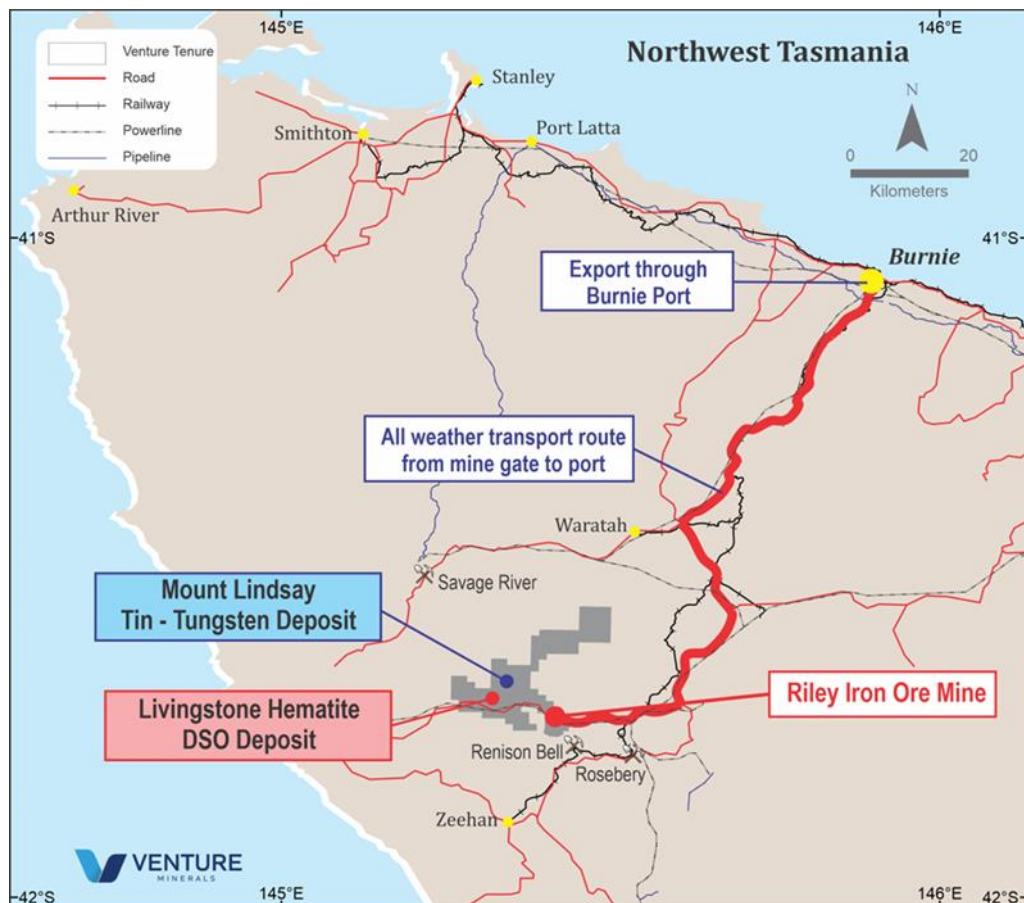 145°E
146°E
Venture Tenure
Road
Railway
Powerline
Pipeline
Northwest Tasmania
N
0 20
Kilometers
Stanley
Smithton
Port Latta
Arthur River
41°S
41°S
Burnie
Export through
Burnie Port
All weather transport route
from mine gate to port
Waratah
Savage River
Mount Lindsay
Tin - Tungsten Deposit
Livingstone Hematite
DSO Deposit
Riley Iron Ore Mine
Renison Bell
Rosebery
Zeehan
VENTURE
MINERALS
42°S
145°E
146°E
42°S